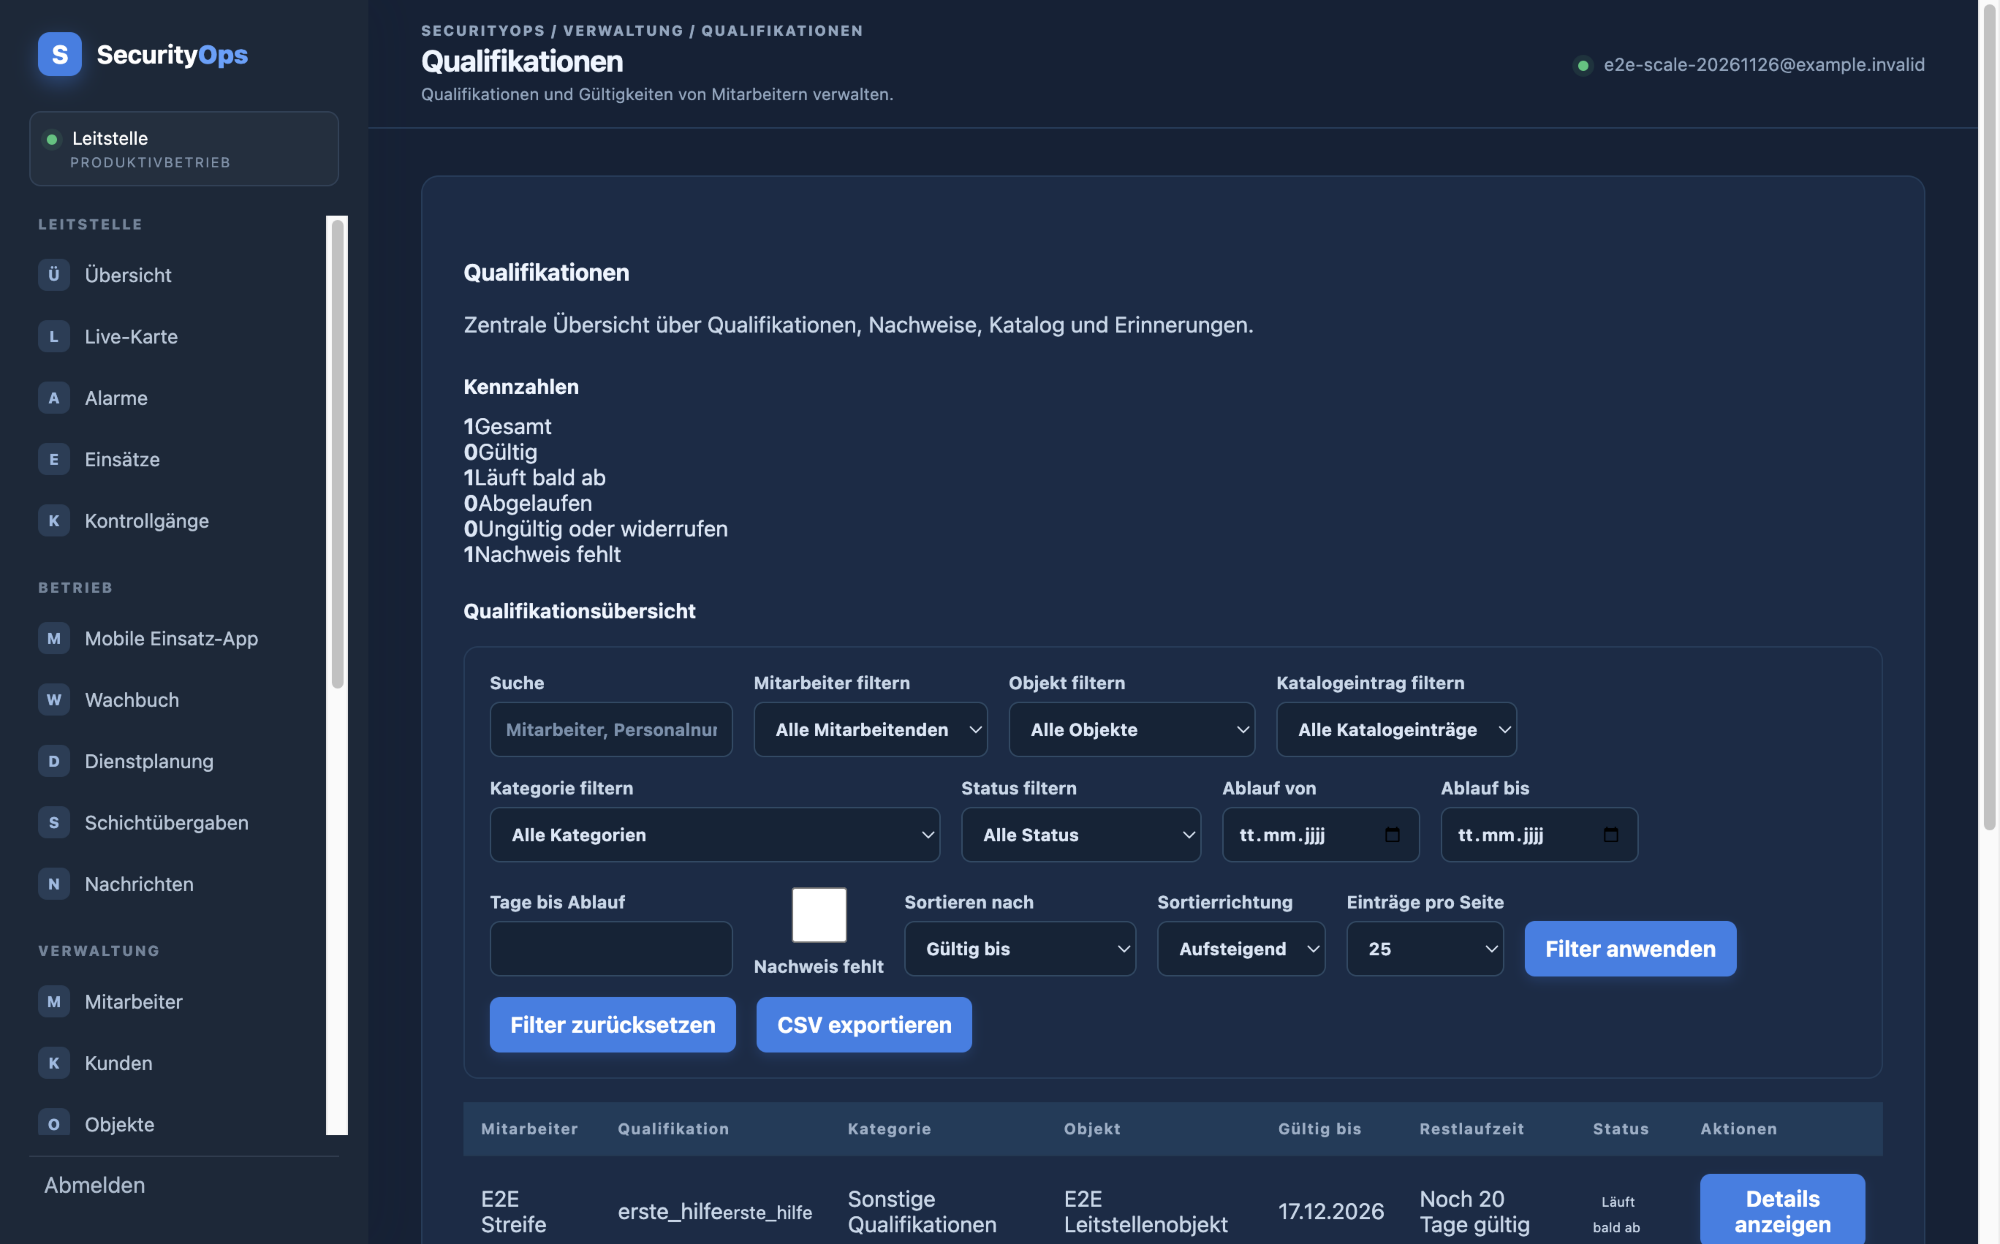 S SecurityOps
Leitstelle
PRODUKTIVBETRIEB
LEITSTELLE
Ü Übersicht
L Live-Karte
A Alarme
E Einsätze
K Kontrollgänge
BETRIEB
M Mobile Einsatz-App
W Wachbuch
D Dienstplanung
S Schichtübergaben
N Nachrichten
VERWALTUNG
M Mitarbeiter
K Kunden
O Objekte
Abmelden
SECURITYOPS / VERWALTUNG / QUALIFIKATIONEN
Qualifikationen
Qualifikationen und Gültigkeiten von Mitarbeitern verwalten.
e2e-scale-20261126@example.invalid
Qualifikationen
Zentrale Übersicht über Qualifikationen, Nachweise, Katalog und Erinnerungen.
Kennzahlen
1Gesamt
0Gültig
1Läuft bald ab
0Abgelaufen
0Ungültig oder widerrufen
1Nachweis fehlt
Qualifikationsübersicht
Suche Mitarbeiter filtern Objekt filtern Katalogeintrag filtern
Mitarbeiter, Personalnur Alle Mitarbeitenden Alle Objekte Alle Katalogeinträge
Kategorie filtern Status filtern Ablauf von Ablauf bis
Alle Kategorien Alle Status tt.mm.jjjj tt.mm.jjjj
Tage bis Ablauf Sortieren nach Sortierrichtung Einträge pro Seite
Nachweis fehlt Gültig bis Aufsteigend 25 Filter anwenden
Filter zurücksetzen CSV exportieren
Mitarbeiter Qualifikation Kategorie Objekt Gültig bis Restlaufzeit Status Aktionen
E2E Sonstige E2E Noch 20 Läuft Details
erste_hilfeerste_hilfe 17.12.2026
Streife Qualifikationen Leitstellenobjekt Tage gültig bald ab anzeigen